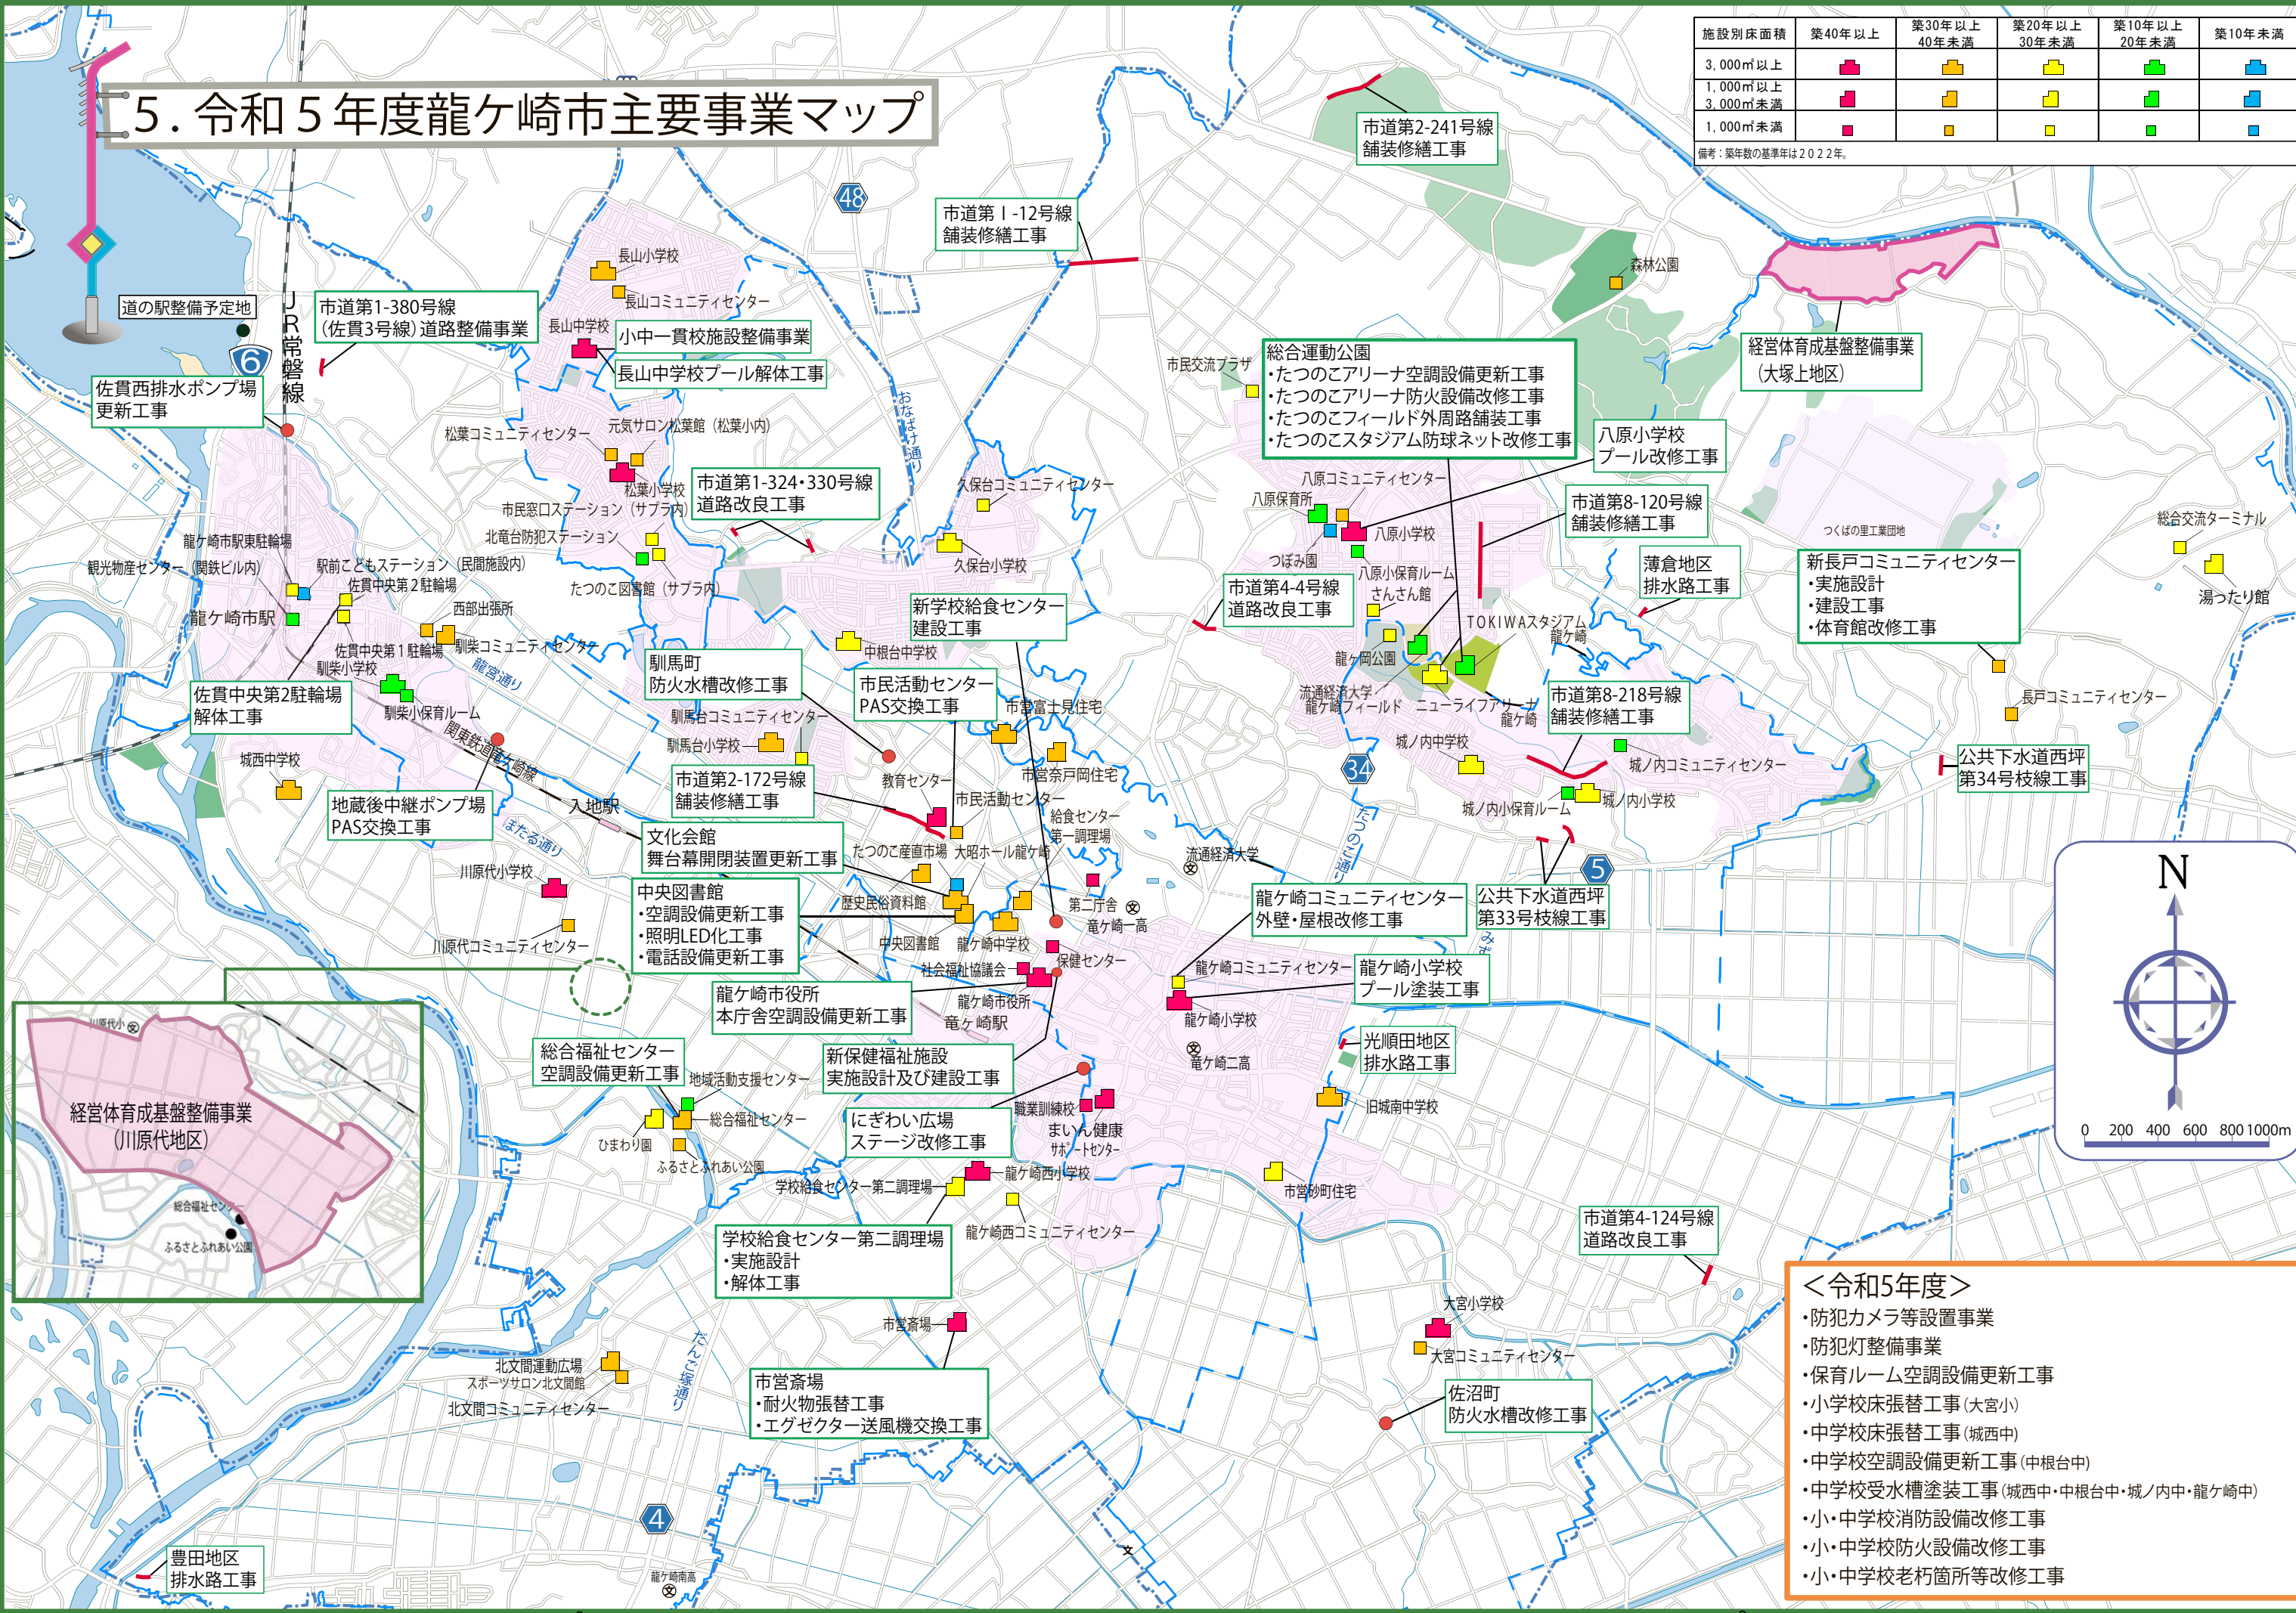 5．令和５年度龍ケ崎市主要事業マップ
施設別床面積
築40年以上
築30年以上
40年未満
築20年以上
30年未満
築10年以上
20年未満
築10年未満
3,000㎡以上
1,000㎡以上
3,000㎡未満
1,000㎡未満
備考：築年数の基準年は２０２２年。
市道第2-241号線
舗装修繕工事
48
市道第Ⅰ-12号線
舗装修繕工事
長山小学校
長山コミュニティセンター
森林公園
道の駅整備予定地
6
JR常磐線
市道第1-380号線
（佐貫3号線）道路整備事業
長山中学校
小中一貫校施設整備事業
長山中学校プール解体工事
経営体育成基盤整備事業
（大塚上地区）
市民交流プラザ
総合運動公園
・たつのこアリーナ空調設備更新工事
・たつのこアリーナ防火設備改修工事
・たつのこフィールド外周路舗装工事
・たつのこスタジアム防球ネット改修工事
佐貫西排水ポンプ場
更新工事
おなばけ通り
八原小学校
プール改修工事
松葉コミュニティセンター
元気サロン松葉館（松葉小内）
松葉小学校
市道第1-324・330号線
道路改良工事
久保台コミュニティセンター
久保台小学校
八原コミュニティセンター
八原保育所
八原小学校
つぼみ園
八原小保育ルーム
さんさん館
市道第8-120号線
舗装修繕工事
つくばの里工業団地
総合交流ターミナル
湯ったり館
市民窓口ステーション（サプラ内）
北竜台防犯ステーション
たつのこ図書館（サプラ内）
龍ケ崎市駅東駐輪場
観光物産センター（関鉄ビル内）
駅前こどもステーション（民間施設内）
佐貫中央第２駐輪場
龍ケ崎市駅
西部出張所
佐貫中央第１駐輪場
馴柴コミュニティセンター
馴柴小学校
馴柴小保育ルーム
龍宮通り
薄倉地区
排水路工事
新長戸コミュニティセンター
・実施設計
・建設工事
・体育館改修工事
市道第4-4号線
道路改良工事
新学校給食センター
建設工事
中根台中学校
TOKIWAスタジアム
龍ケ崎
龍ヶ岡公園
流通経済大学
龍ケ崎フィールド
ニューライフアリーナ
龍ケ崎
長戸コミュニティセンター
佐貫中央第2駐輪場
解体工事
馴馬町
防火水槽改修工事
市民活動センター
PAS交換工事
市道第8-218号線
舗装修繕工事
市営富士見住宅
馴馬台コミュニティセンター
馴馬台小学校
市営奈戸岡住宅
関東鉄道竜ヶ崎線
城西中学校
城ノ内中学校
城ノ内コミュニティセンター
公共下水道西坪
第34号枝線工事
34
市道第2-172号線
舗装修繕工事
教育センター
市民活動センター
給食センター
第一調理場
城ノ内小保育ルーム
城ノ内小学校
地蔵後中継ポンプ場
PAS交換工事
入地駅
ほたる通り
たつのこ通り
文化会館
舞台幕開閉装置更新工事
たつのこ産直市場
大昭ホール龍ケ崎
流通経済大学
5
川原代小学校
中央図書館
・空調設備更新工事
・照明LED化工事
・電話設備更新工事
歴史民俗資料館
第二庁舎
竜ヶ崎一高
龍ケ崎コミュニティセンター
外壁・屋根改修工事
公共下水道西坪
第33号枝線工事
N
川原代コミュニティセンター
中央図書館
龍ケ崎中学校
保健センター
社会福祉協議会
龍ケ崎コミュニティセンター
龍ケ崎小学校
プール塗装工事
龍ケ崎市役所
本庁舎空調設備更新工事
龍ケ崎市役所
竜ヶ崎駅
龍ケ崎小学校
川原代小
経営体育成基盤整備事業
（川原代地区）
総合福祉センター
ふるさとふれあい公園
総合福祉センター
空調設備更新工事
新保健福祉施設
実施設計及び建設工事
竜ケ崎二高
光順田地区
排水路工事
地域活動支援センター
総合福祉センター
ひまわり園
ふるさとふれあい公園
にぎわい広場
ステージ改修工事
職業訓練校
まいん健康
サポートセンター
旧城南中学校
0 200 400 600 800 1000m
龍ケ崎西小学校
学校給食センター第二調理場
市営砂町住宅
龍ケ崎西コミュニティセンター
学校給食センター第二調理場
・実施設計
・解体工事
市道第4-124号線
道路改良工事
市営斎場
大宮小学校
大宮コミュニティセンター
北文間運動広場
スポーツサロン北文間館
北文間コミュニティセンター
だんご塚通り
市営斎場
・耐火物張替工事
・エグゼクター送風機交換工事
佐沼町
防火水槽改修工事
＜令和5年度＞
・防犯カメラ等設置事業
・防犯灯整備事業
・保育ルーム空調設備更新工事
・小学校床張替工事（大宮小）
・中学校床張替工事（城西中）
・中学校空調設備更新工事（中根台中）
・中学校受水槽塗装工事（城西中・中根台中・城ノ内中・龍ケ崎中）
・小・中学校消防設備改修工事
・小・中学校防火設備改修工事
・小・中学校老朽箇所等改修工事
4
豊田地区
排水路工事
龍ケ崎南高